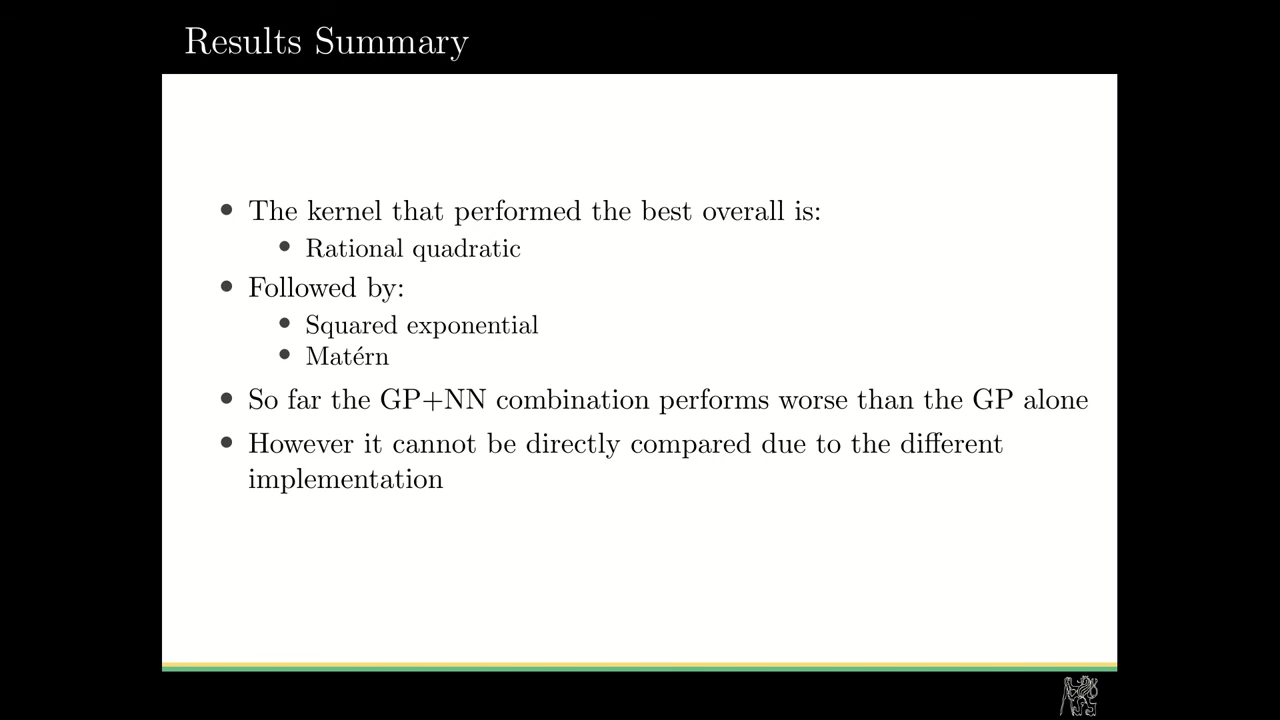 Results Summary
• The kernel that performed the best overall is:
• Rational quadratic
• Followed by:
• Squared exponential
• Matérn
• So far the GP+NN combination performs worse than the GP alone
• However it cannot be directly compared due to the different
implementation